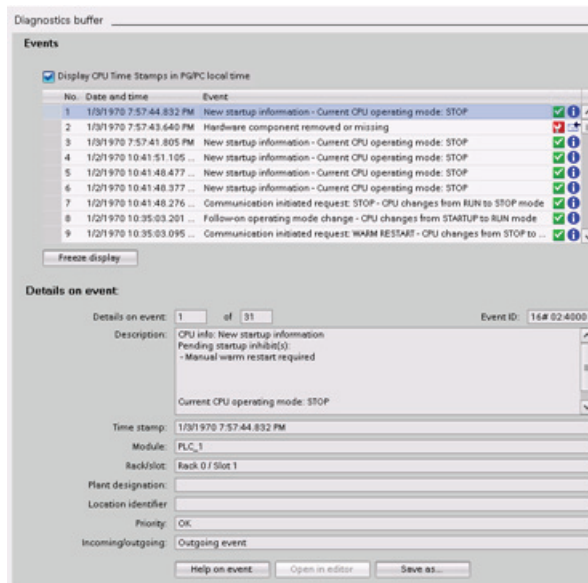 Diagnostics buffer
Events
Display CPU Time Stamps in PG/PC local time
No. Date and time Event
1 1/3/1970 7:57:44.832 PM New startup information - Current CPU operating mode: STOP
2 1/3/1970 7:57:43.640 PM Hardware component removed or missing
3 1/3/1970 7:57:41.805 PM New startup information - Current CPU operating mode: STOP
4 1/2/1970 10:41:51.105 ... New startup information - Current CPU operating mode: STOP
5 1/2/1970 10:41:48.477 ... New startup information - Current CPU operating mode: STOP
6 1/2/1970 10:41:48.377 ... New startup information - Current CPU operating mode: STOP
7 1/2/1970 10:41:48.276 ... Communication initiated request: STOP - CPU changes from RUN to STOP mode
8 1/2/1970 10:35:03.201 ... Follow-on operating mode change - CPU changes from STARTUP to RUN mode
9 1/2/1970 10:35:03.095 ... Communication initiated request: WARM RESTART - CPU changes from STOP to ...
Freeze display
Details on event:
Details on event: 1 of 31 Event ID: 16# 02:4000
Description: CPU info: New startup information
Pending startup inhibit(s):
- Manual warm restart required
Current CPU operating mode: STOP
Time stamp: 1/3/1970 7:57:44.832 PM
Module: PLC_1
Rack/slot: Rack 0 / Slot 1
Plant designation:
Location identifier
Priority: OK
Incoming/outgoing: Outgoing event
Help on event Open in editor Save as...